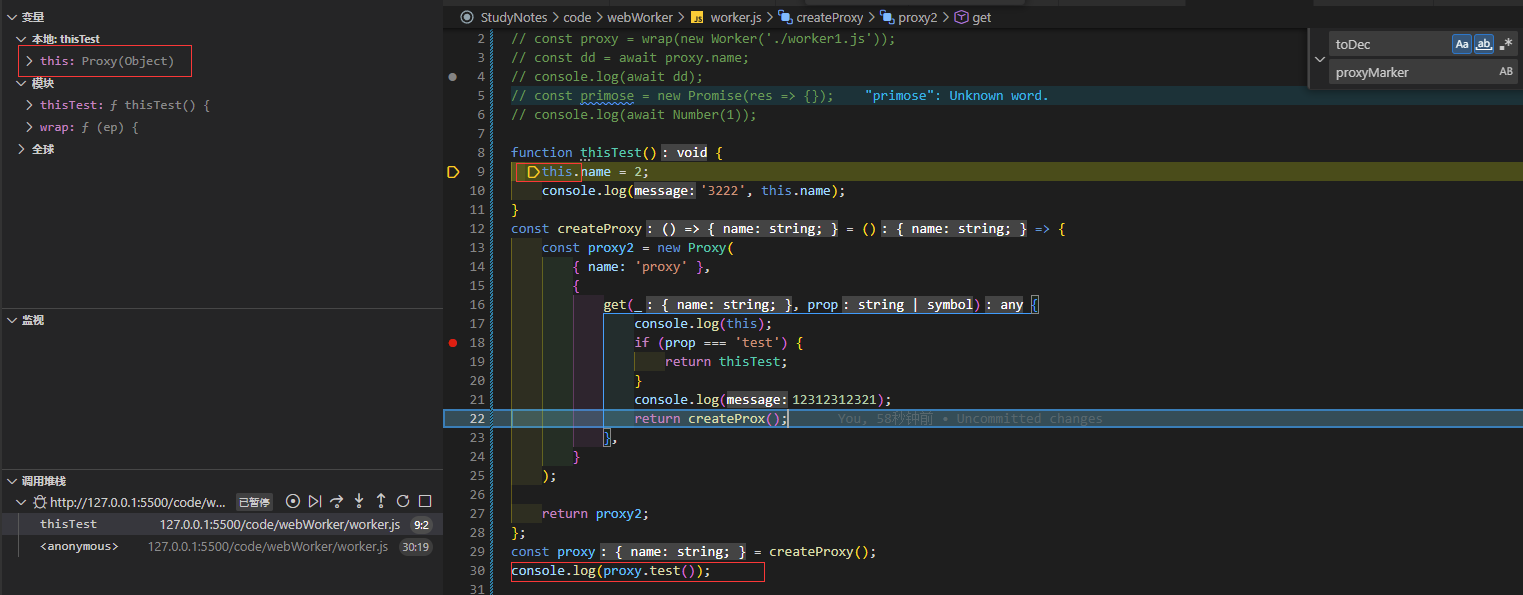 变量
本地: thisTest
this: Proxy(Object)
模块
thisTest: ƒ thisTest() {
wrap: ƒ (ep) {
全球
监视
调用堆栈
http://127.0.0.1:5500/code/w... 已暂停
thisTest 127.0.0.1:5500/code/webWorker/worker.js 9:2
<anonymous> 127.0.0.1:5500/code/webWorker/worker.js 30:19
StudyNotes > code > webWorker > JS worker.js > createProxy > proxy2 > get
toDec Aa ab, .*
proxyMarker AB
2 // const proxy = wrap(new Worker('./worker1.js'));
3 // const dd = await proxy.name;
4 // console.log(await dd);
5 // const primose = new Promise(res => {}); "primose": Unknown word.
6 // console.log(await Number(1));
7
8 function thisTest(): void {
9 this.name = 2;
10 console.log(message: '3222', this.name);
11 }
12 const createProxy: () => { name: string; } = (): { name: string; } => {
13 const proxy2 = new Proxy(
14 { name: 'proxy' },
15 {
16 get(_: { name: string; }, prop: string | symbol): any {
17 console.log(this);
18 if (prop === 'test') {
19 return thisTest;
20 }
21 console.log(message: 12312312321);
22 return createProx(); You, 58秒钟前 • Uncommitted changes
23 },
24 }
25 );
26
27 return proxy2;
28 };
29 const proxy: { name: string; } = createProxy();
30 console.log(proxy.test());
31